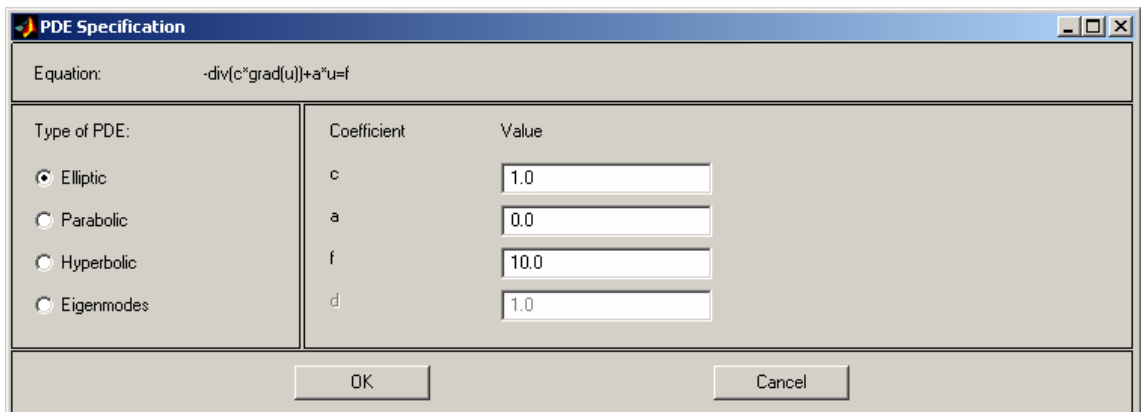 PDE Specification
Equation: -div(c*grad(u))+a*u=f
Type of PDE: Coefficient Value
Elliptic c 1.0
Parabolic a 0.0
Hyperbolic f 10.0
Eigenmodes d 1.0
OK Cancel